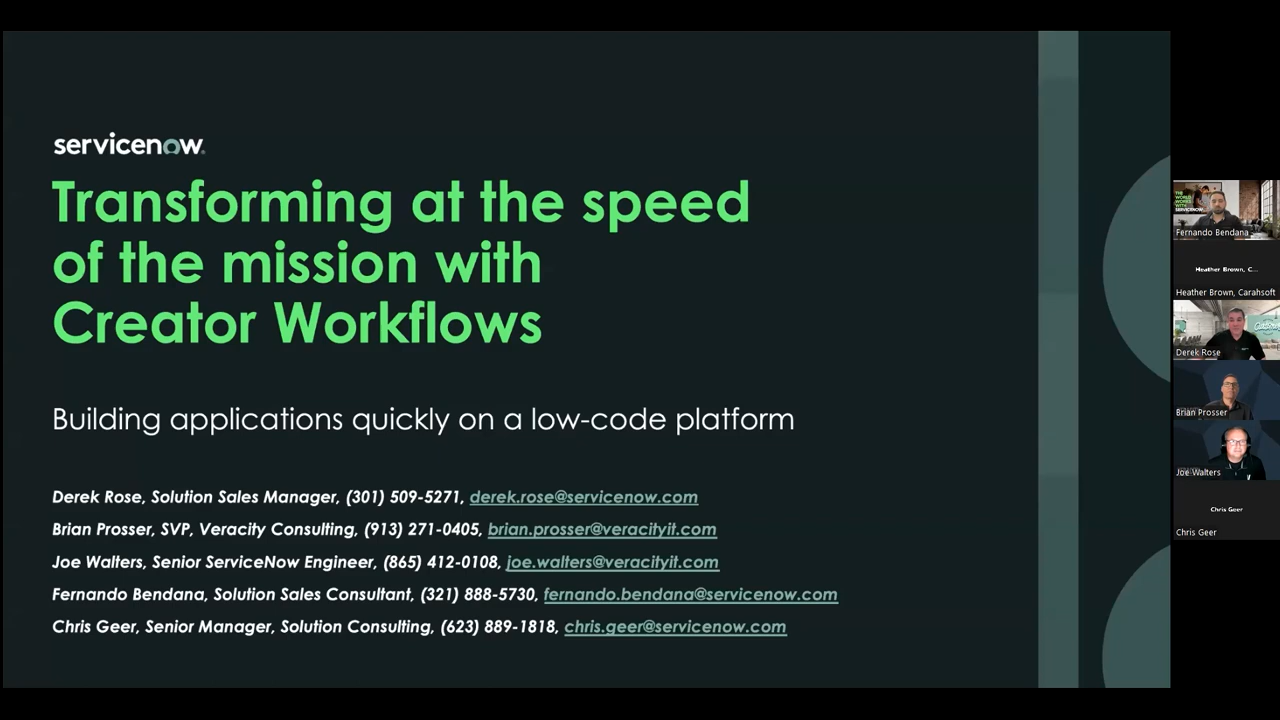 servicenow
Transforming at the speed
of the mission with
Creator Workflows
Building applications quickly on a low-code platform
Derek Rose, Solution Sales Manager, (301) 509-5271, derek.rose@servicenow.com
Brian Prosser, SVP, Veracity Consulting, (913) 271-0405, brian.prosser@veracityit.com
Joe Walters, Senior ServiceNow Engineer, (865) 412-0108, joe.walters@veracityit.com
Fernando Bendana, Solution Sales Consultant, (321) 888-5730, fernando.bendana@servicenow.com
Chris Geer, Senior Manager, Solution Consulting, (623) 889-1818, chris.geer@servicenow.com
THE
WORLD
WORKS
WITH
SERVICENOW
Fernando Bendana
Heather Brown, C...
Heather Brown, Carahsoft
Derek Rose
Brian Prosser
Joe Walters
Chris Geer
Chris Geer